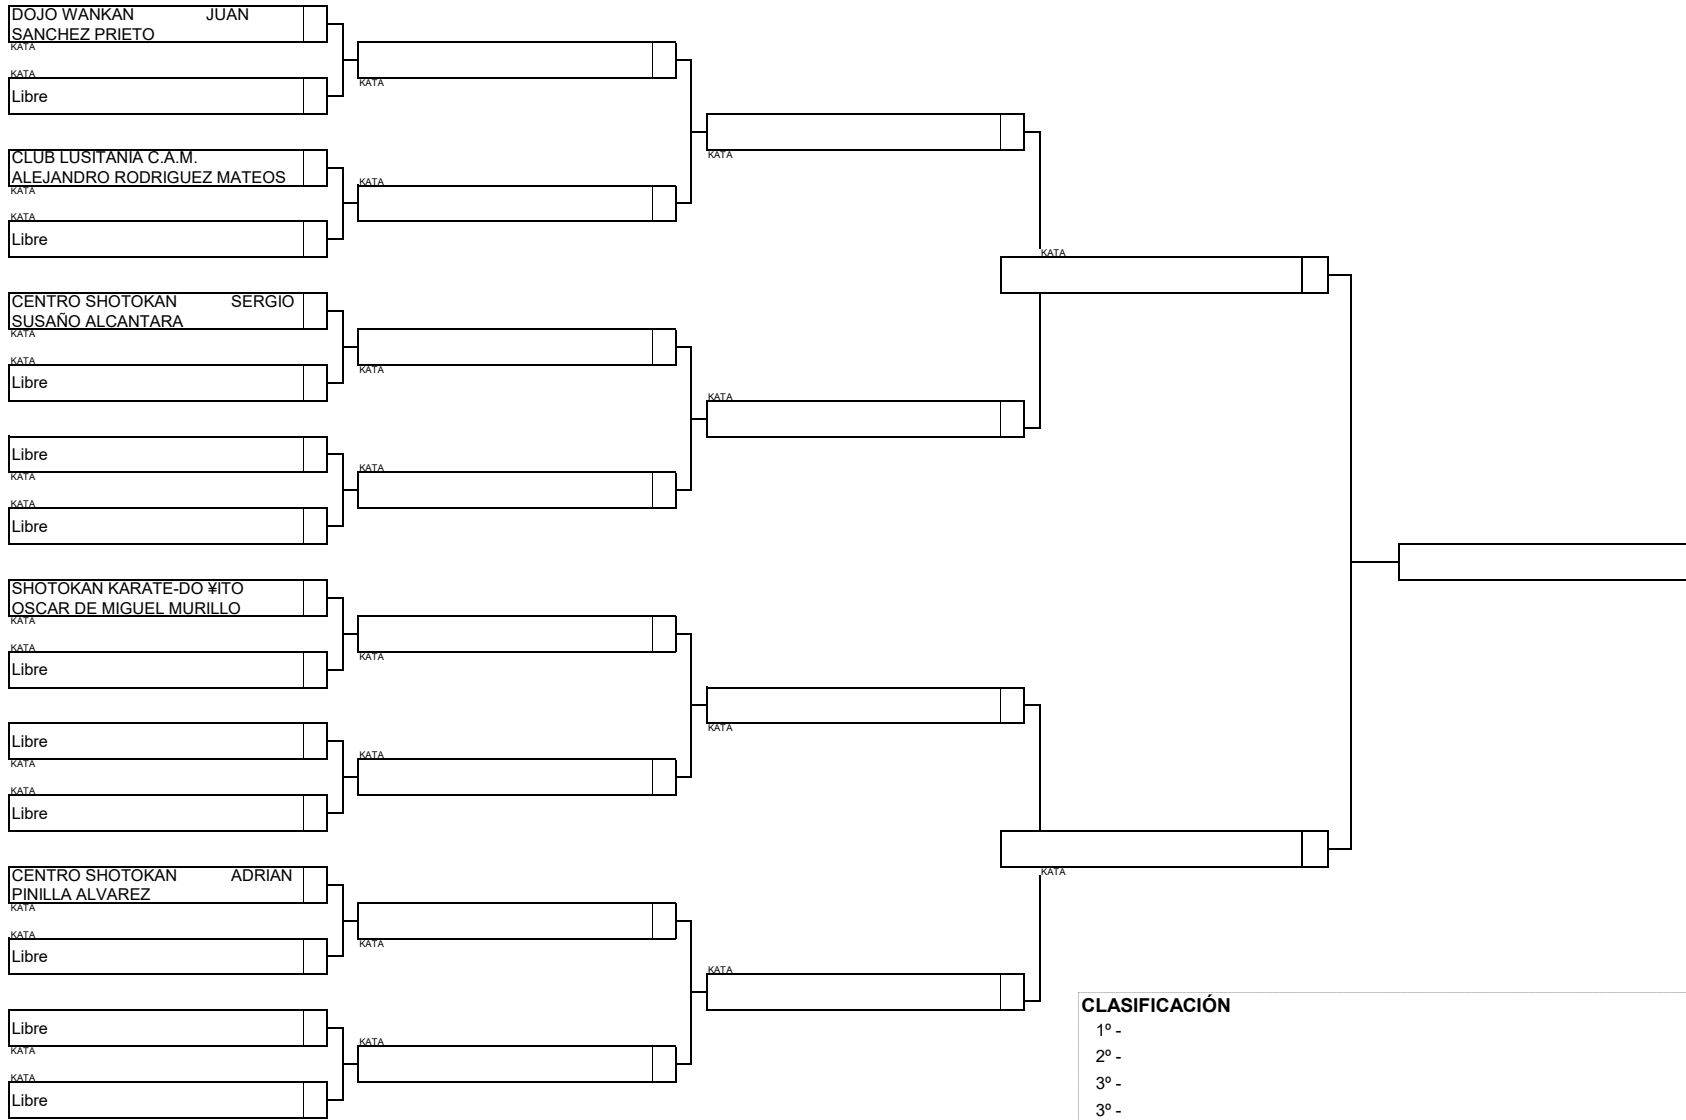 DOJO WANKAN JUAN
SANCHEZ PRIETO
KATA
KATA
Libre
CLUB LUSITANIA C.A.M.
ALEJANDRO RODRIGUEZ MATEOS
KATA
KATA
Libre
CENTRO SHOTOKAN SERGIO
SUSAÑO ALCANTARA
KATA
KATA
Libre
Libre
KATA
KATA
Libre
SHOTOKAN KARATE-DO ¥ITO
OSCAR DE MIGUEL MURILLO
KATA
KATA
Libre
Libre
KATA
KATA
Libre
CENTRO SHOTOKAN ADRIAN
PINILLA ALVAREZ
KATA
KATA
Libre
Libre
KATA
KATA
Libre
KATA
KATA
KATA
KATA
KATA
KATA
KATA
KATA
KATA
KATA
KATA
KATA
KATA
KATA
CLASIFICACIÓN
1º -
2º -
3º -
3º -